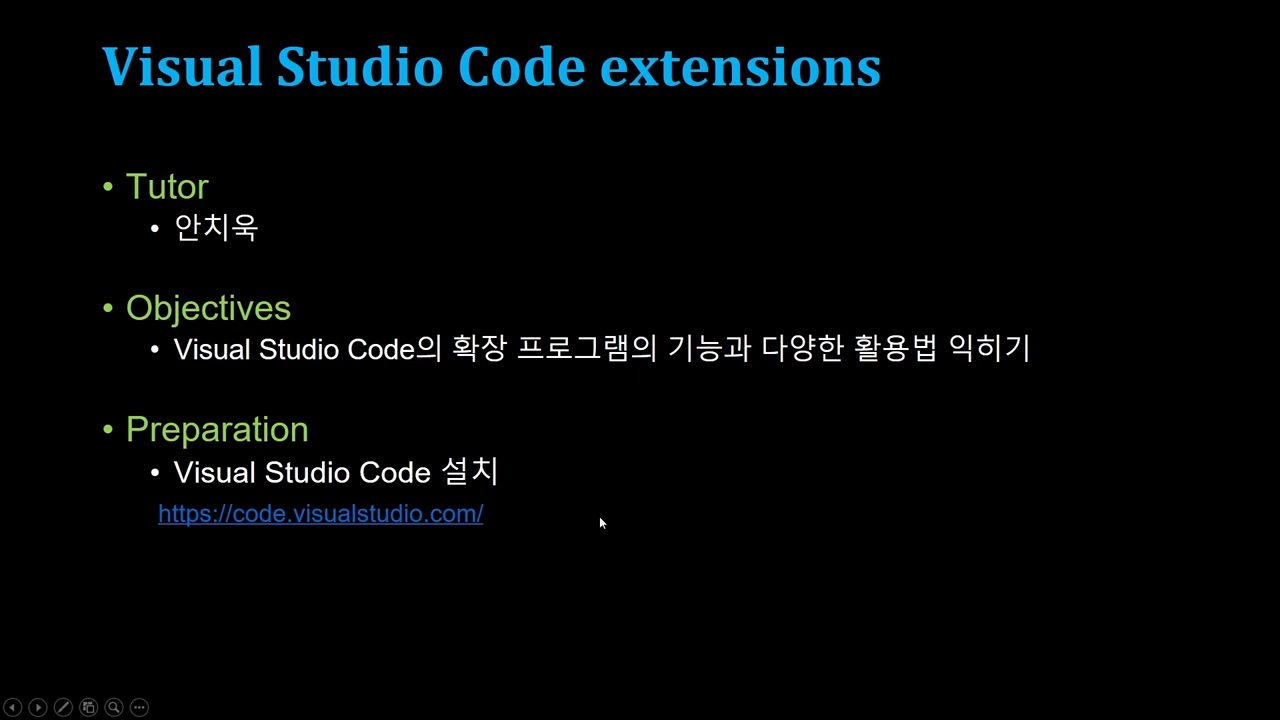 Visual Studio Code extensions
• Tutor
• 안치욱
• Objectives
• Visual Studio Code의 확장 프로그램의 기능과 다양한 활용법 익히기
• Preparation
• Visual Studio Code 설치
https://code.visualstudio.com/